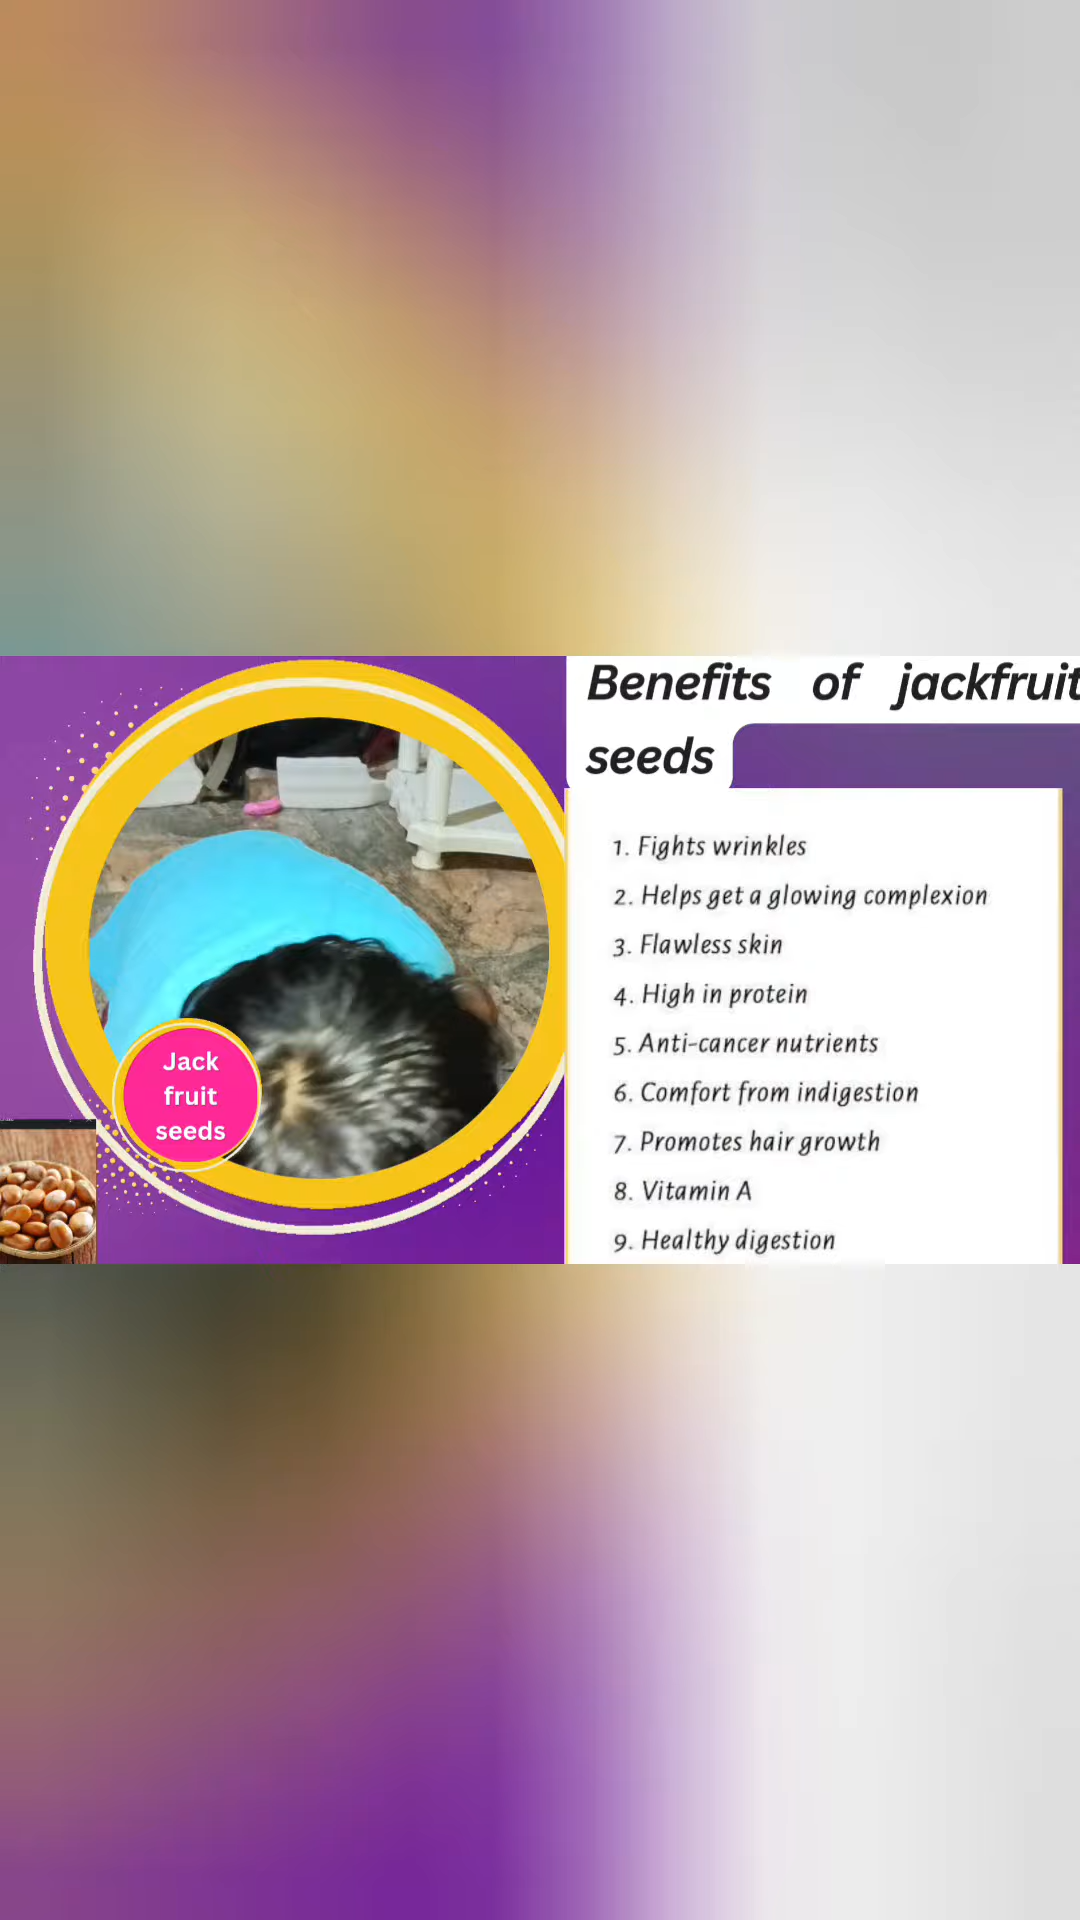 Benefits of jackfruit
seeds
1. Fights wrinkles
2. Helps get a glowing complexion
3. Flawless skin
4. High in protein
5. Anti-cancer nutrients
6. Comfort from indigestion
7. Promotes hair growth
8. Vitamin A
9. Healthy digestion
Jack
fruit
seeds